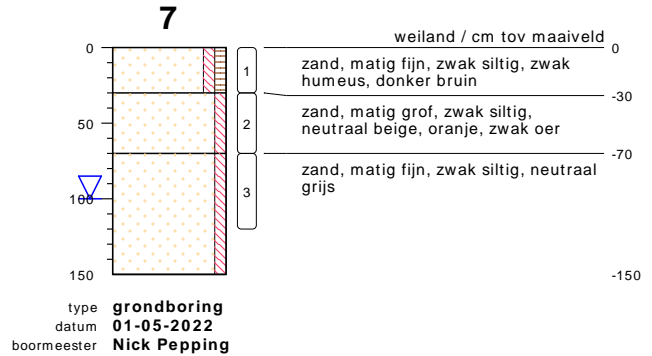 7
weiland / cm tov maaiveld
0
0
1
zand, matig fijn, zwak siltig, zwak
humeus, donker bruin
-30
50
2
zand, matig grof, zwak siltig,
neutraal beige, oranje, zwak oer
-70
3
zand, matig fijn, zwak siltig, neutraal
grijs
100
150
-150
type grondboring
datum 01-05-2022
boormeester Nick Pepping